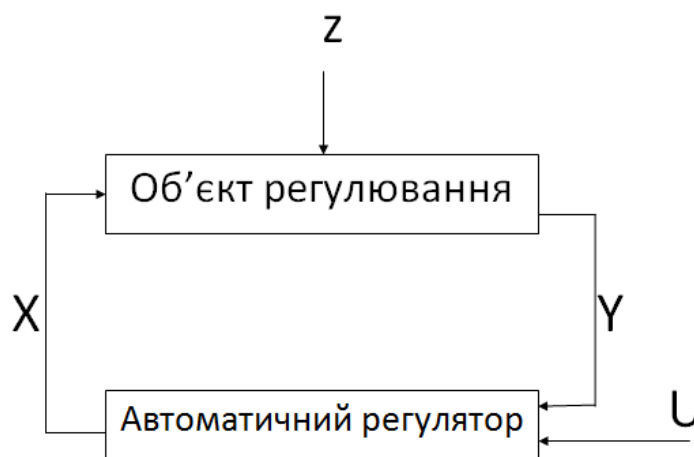 z
Об’єкт регулювання
X
Y
Автоматичний регулятор
U